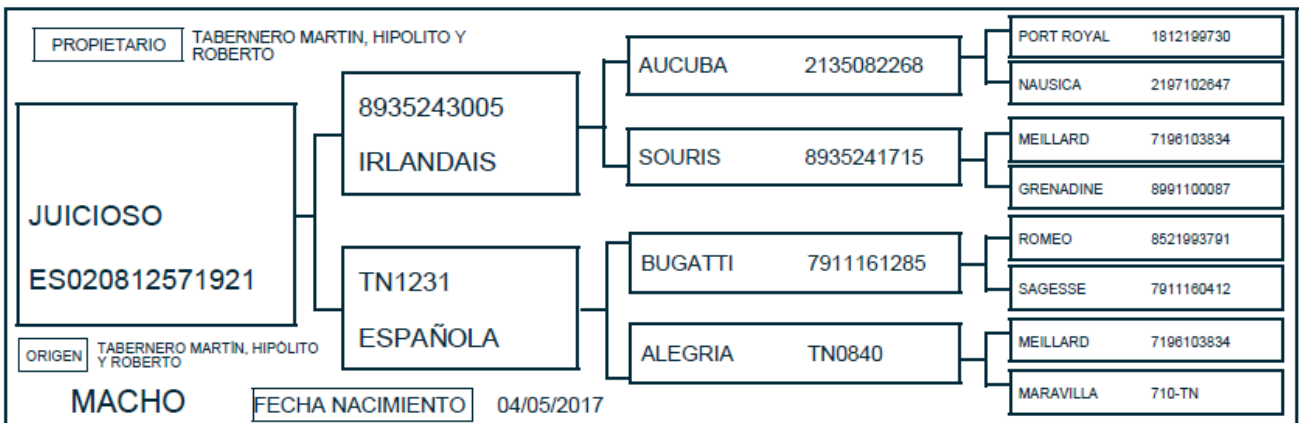 PROPIETARIO
TABERNERO MARTIN, HIPOLITO Y
ROBERTO
JUICIOSO
ES020812571921
ORIGEN
TABERNERO MARTÍN, HIPÓLITO
Y ROBERTO
MACHO
FECHA NACIMIENTO
04/05/2017
8935243005
IRLANDAIS
TN1231
ESPAÑOLA
AUCUBA 2135082268
SOURIS 8935241715
BUGATTI 7911161285
ALEGRIA TN0840
PORT ROYAL 1812199730
NAUSICA 2197102647
MEILLARD 7196103834
GRENADINE 8991100087
ROMEO 8521993791
SAGESSE 7911160412
MEILLARD 7196103834
MARAVILLA 710-TN